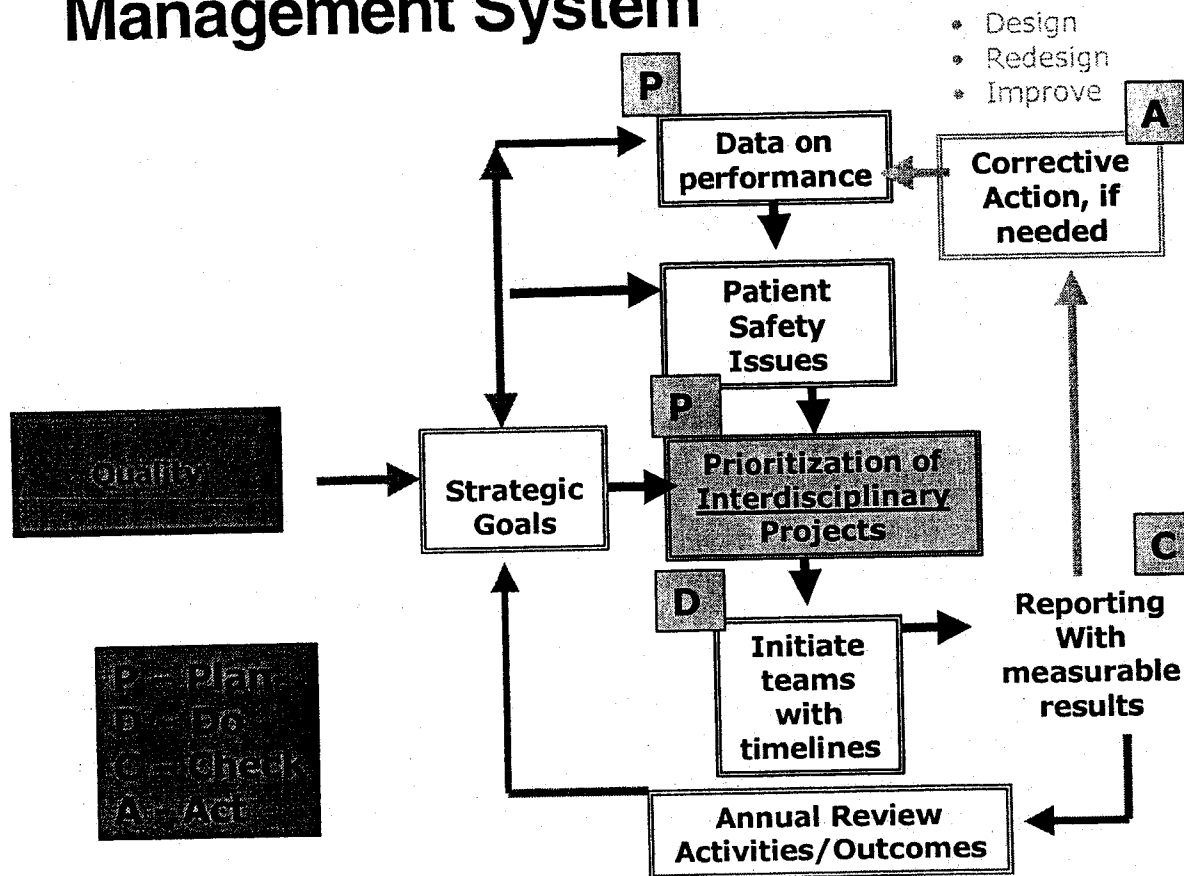 Management System
• Design
• Redesign
• Improve
P
A
Data on
performance
Corrective
Action, if
needed
Patient
Safety
Issues
P
Quality
Strategic
Goals
Prioritization of
Interdisciplinary
Projects
C
D
Initiate
teams
with
timelines
Reporting
With
measurable
results
P = Plan
D = Do
C = Check
A = Act
Annual Review
Activities/Outcomes